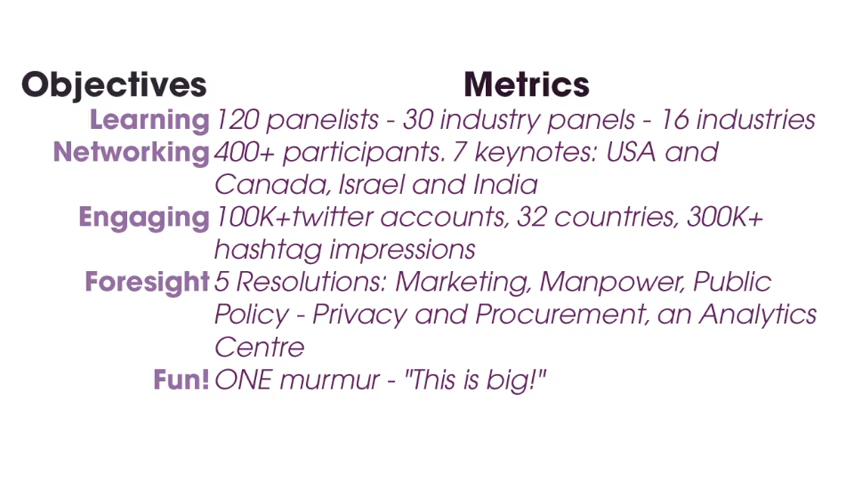 Objectives Metrics
Learning 120 panelists - 30 industry panels - 16 industries
Networking 400+ participants. 7 keynotes: USA and
Canada, Israel and India
Engaging 100K+twitter accounts, 32 countries, 300K+
hashtag impressions
Foresight 5 Resolutions: Marketing, Manpower, Public
Policy - Privacy and Procurement, an Analytics
Centre
Fun! ONE murmur - "This is big!"